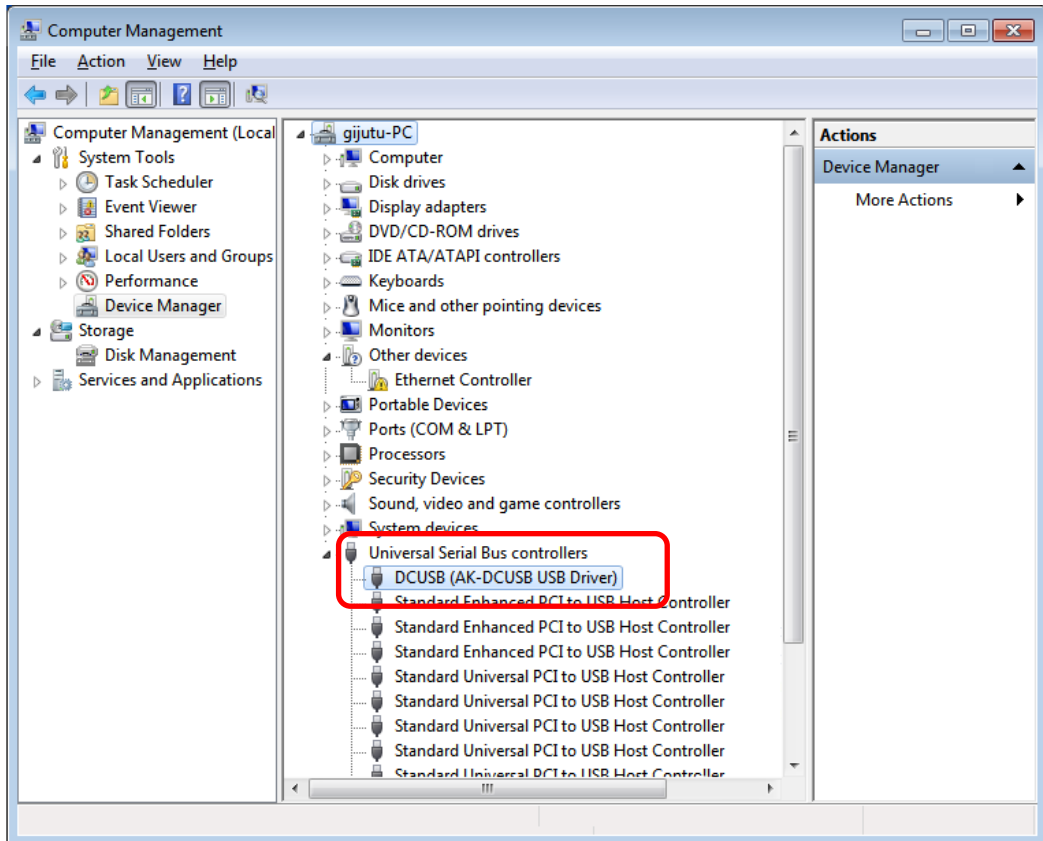 Computer Management
File Action View Help
Computer Management (Local
System Tools
Task Scheduler
Event Viewer
Shared Folders
Local Users and Groups
Performance
Device Manager
Storage
Disk Management
Services and Applications
gijutu-PC
Computer
Disk drives
Display adapters
DVD/CD-ROM drives
IDE ATA/ATAPI controllers
Keyboards
Mice and other pointing devices
Monitors
Other devices
Ethernet Controller
Portable Devices
Ports (COM & LPT)
Processors
Security Devices
Sound, video and game controllers
System devices
Universal Serial Bus controllers
DCUSB (AK-DCUSB USB Driver)
Standard Enhanced PCI to USB Host Controller
Standard Enhanced PCI to USB Host Controller
Standard Enhanced PCI to USB Host Controller
Standard Universal PCI to USB Host Controller
Standard Universal PCI to USB Host Controller
Standard Universal PCI to USB Host Controller
Standard Universal PCI to USB Host Controller
Standard Universal PCI to USB Host Controller
Actions
Device Manager
More Actions